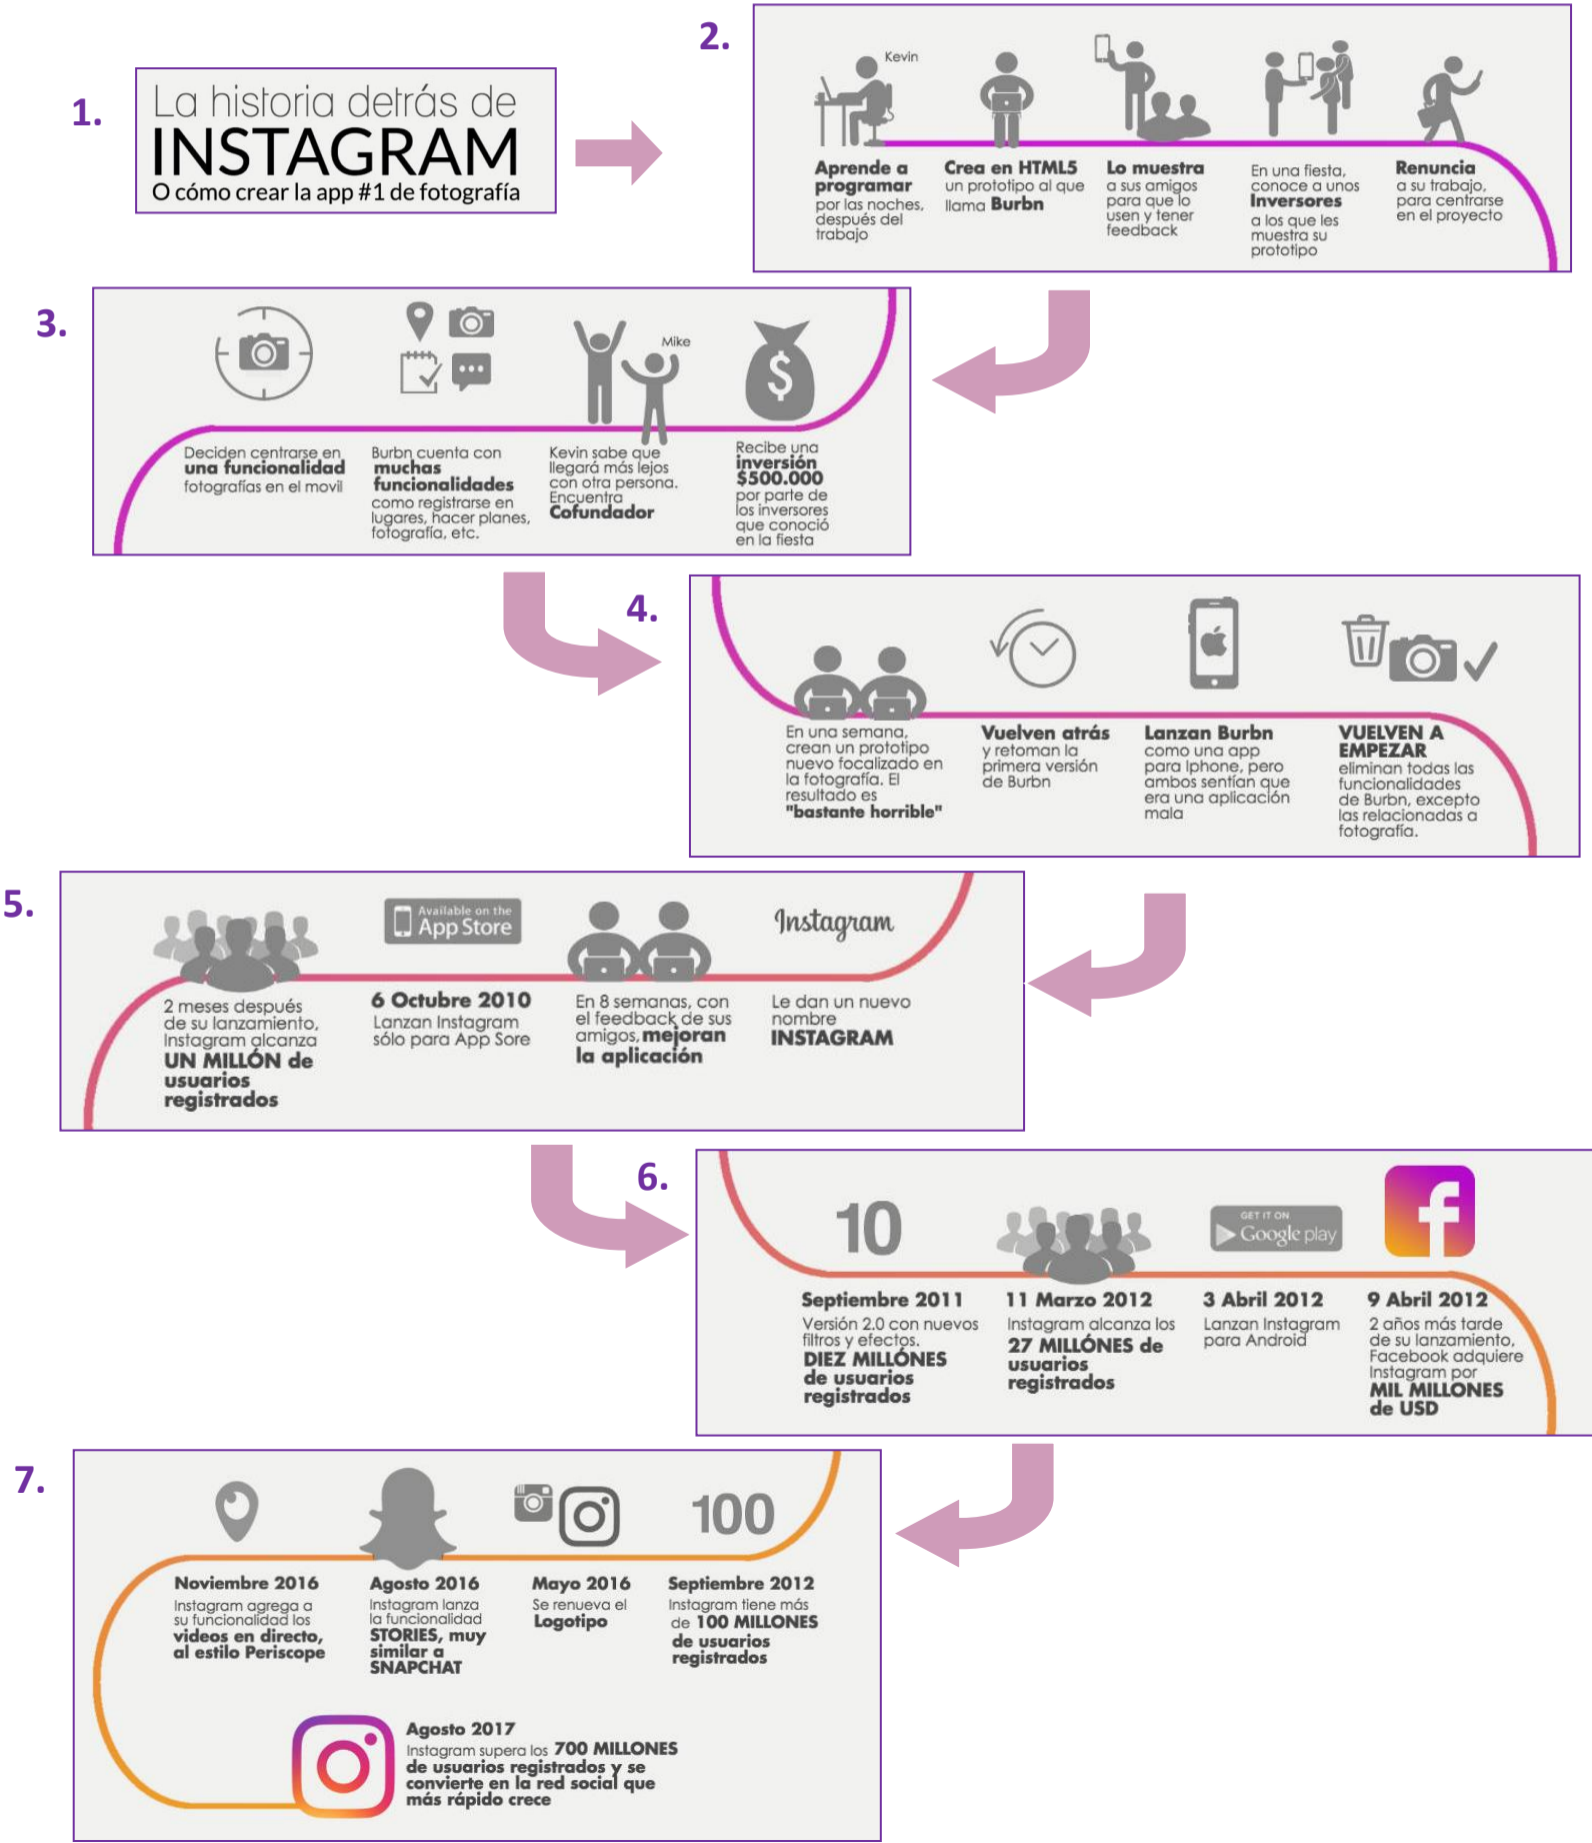 1.
La historia detrás de
INSTAGRAM
O cómo crear la app #1 de fotografía
2.
Kevin
Aprende a
programar
por las noches,
después del
trabajo
Crea en HTML5
un prototipo al que
llama Burbn
Lo muestra
a sus amigos
para que lo
usen y tener
feedback
En una fiesta,
conoce a unos
Inversores
a los que les
muestra su
prototipo
Renuncia
a su trabajo,
para centrarse
en el proyecto
3.
Mike
$
Deciden centrarse en
una funcionalidad
fotografías en el movil
Burbn cuenta con
muchas
funcionalidades
como registrarse en
lugares, hacer planes,
fotografía, etc.
Kevin sabe que
llegará más lejos
con otra persona.
Encuentra
Cofundador
Recibe una
inversión
$500.000
por parte de
los inversores
que conoció
en la fiesta
4.
En una semana,
crean un prototipo
nuevo focalizado en
la fotografía. El
resultado es
"bastante horrible"
Vuelven atrás
y retoman la
primera versión
de Burbn
Lanzan Burbn
como una app
para Iphone, pero
ambos sentían que
era una aplicación
mala
VUELVEN A
EMPEZAR
eliminan todas las
funcionalidades
de Burbn, excepto
las relacionadas a
fotografía.
5.
Available on the
App Store
Instagram
2 meses después
de su lanzamiento,
Instagram alcanza
UN MILLÓN de
usuarios
registrados
6 Octubre 2010
Lanzan Instagram
sólo para App Sore
En 8 semanas, con
el feedback de sus
amigos, mejoran
la aplicación
Le dan un nuevo
nombre
INSTAGRAM
6.
10
GET IT ON
Google play
f
Septiembre 2011
Versión 2.0 con nuevos
filtros y efectos.
DIEZ MILLÓNES
de usuarios
registrados
11 Marzo 2012
Instagram alcanza los
27 MILLÓNES de
usuarios
registrados
3 Abril 2012
Lanzan Instagram
para Android
9 Abril 2012
2 años más tarde
de su lanzamiento,
Facebook adquiere
Instagram por
MIL MILLONES
de USD
7.
100
Noviembre 2016
Instagram agrega a
su funcionalidad los
videos en directo,
al estilo Periscope
Agosto 2016
Instagram lanza
la funcionalidad
STORIES, muy
similar a
SNAPCHAT
Mayo 2016
Se renueva el
Logotipo
Septiembre 2012
Instagram tiene más
de 100 MILLONES
de usuarios
registrados
Agosto 2017
Instagram supera los 700 MILLONES
de usuarios registrados y se
convierte en la red social que
más rápido crece